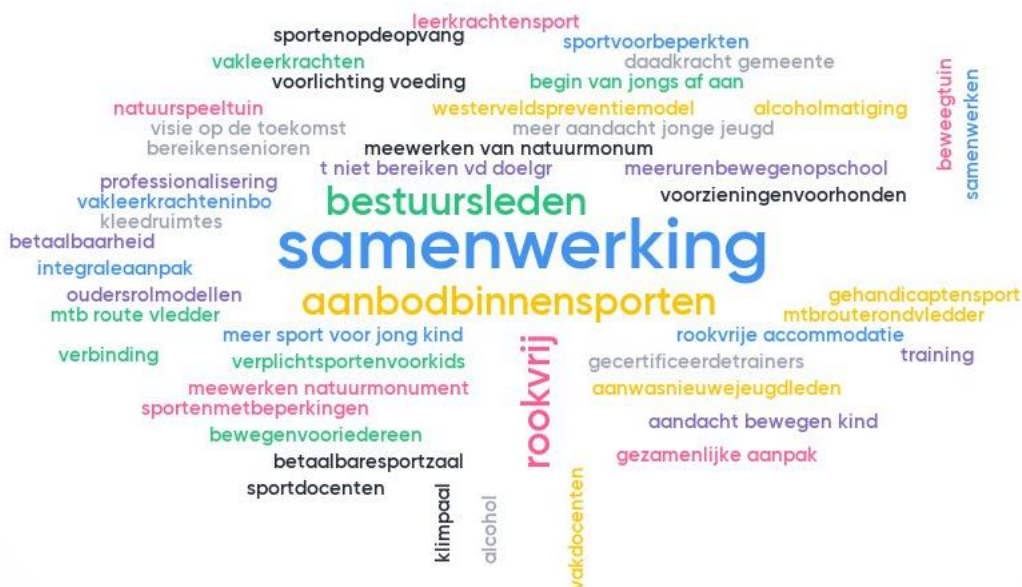 leerkrachtensport
sportenopdeopvang
sportvoorbeperkten
vakleerkrachten
daadkracht gemeente
voorlichting voeding
begin van jongs af aan
natuurspeeltuin
westerveldspreventiemodel
alcoholmatiging
beweegtuin
samenwerken
visie op de toekomst
meer aandacht jonge jeugd
bereikensenioren
meewerken van natuurmonum
t niet bereiken vd doelgr
meerurenbewegenopschool
professionalisering
vakleerkrachteninbo
bestuursleden
voorzieningenvoorhonden
kleedruimtes
betaalbaarheid
samenwerking
integraleaanpak
oudersrolmodellen
aanbodbinnensporten
gehandicaptensport
mtb route vledder
mtbrouterondvledder
meer sport voor jong kind
rookvrije accommodatie
verbinding
verplichtsportenvoorkids
rookvrij
gecertificeerdetrainers
training
meewerken natuurmonument
aanwasnieuwejeugdleden
sportenmetbeperkingen
aandacht bewegen kind
bewegenvooriedereen
betaalbaresportzaal
gezamenlijke aanpak
sportdocenten
klimpaal
alcohol
vakdocenten